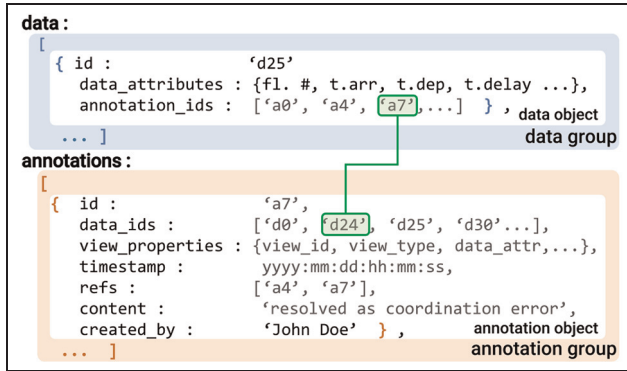 data :
[
{ id : ‘d25’
data_attributes : {fl. #, t.arr, t.dep, t.delay ...},
annotation_ids : [‘a0’, ‘a4’, ‘a7’,...] } , data object
... ] data group
annotations :
[
{ id : ‘a7’,
data_ids : [‘d0’, ‘d24’, ‘d25’, ‘d30’...],
view_properties : {view_id, view_type, data_attr,...},
timestamp : yyyy:mm:dd:hh:mm:ss,
refs : [‘a4’, ‘a7’],
content : ‘resolved as coordination error’,
created_by : ‘John Doe’ } , annotation object
... ] annotation group